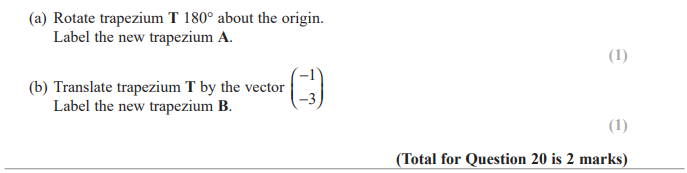 (a) Rotate trapezium T 180° about the origin.
Label the new trapezium A.
(1)
(b) Translate trapezium T by the vector (−1 −3)
Label the new trapezium B.
(1)
(Total for Question 20 is 2 marks)